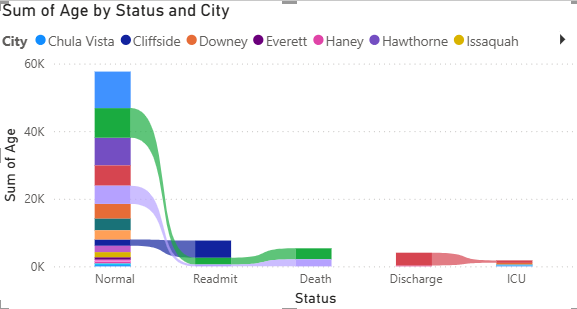 Sum of Age by Status and City
City Chula Vista Cliffside Downey Everett Haney Hawthorne Issaquah
60K
40K
20K
0K
Sum of Age
Normal Readmit Death Discharge ICU
Status